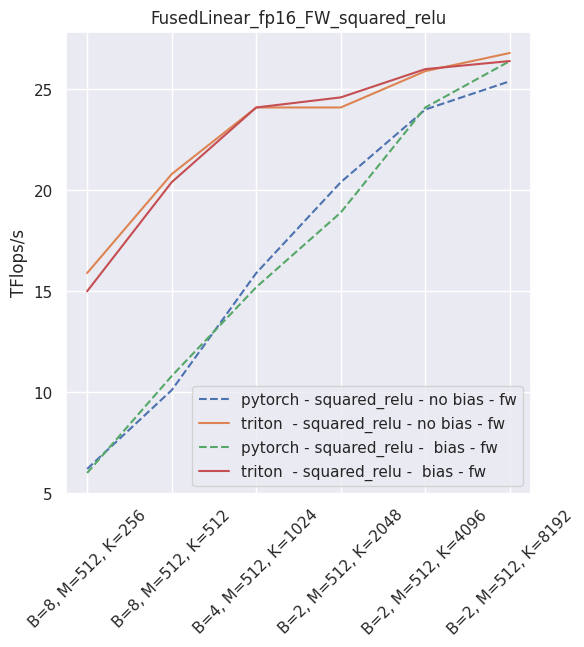 FusedLinear_fp16_FW_squared_relu
TFlops/s
25
20
15
10
5
pytorch - squared_relu - no bias - fw
triton  - squared_relu - no bias - fw
pytorch - squared_relu -  bias - fw
triton  - squared_relu -  bias - fw
B=8, M=512, K=256
B=8, M=512, K=512
B=4, M=512, K=1024
B=2, M=512, K=2048
B=2, M=512, K=4096
B=2, M=512, K=8192